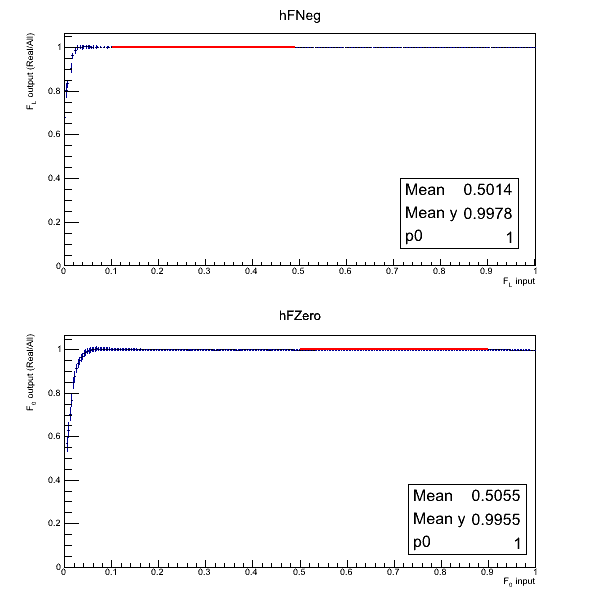 hFNeg
F_L output (Real/All)
1
0.8
0.6
0.4
0.2
0
Mean 0.5014
Mean y 0.9978
p0 1
0 0.1 0.2 0.3 0.4 0.5 0.6 0.7 0.8 0.9 1
F_L input
hFZero
F_0 output (Real/All)
1
0.8
0.6
0.4
0.2
0
Mean 0.5055
Mean y 0.9955
p0 1
0 0.1 0.2 0.3 0.4 0.5 0.6 0.7 0.8 0.9 1
F_0 input